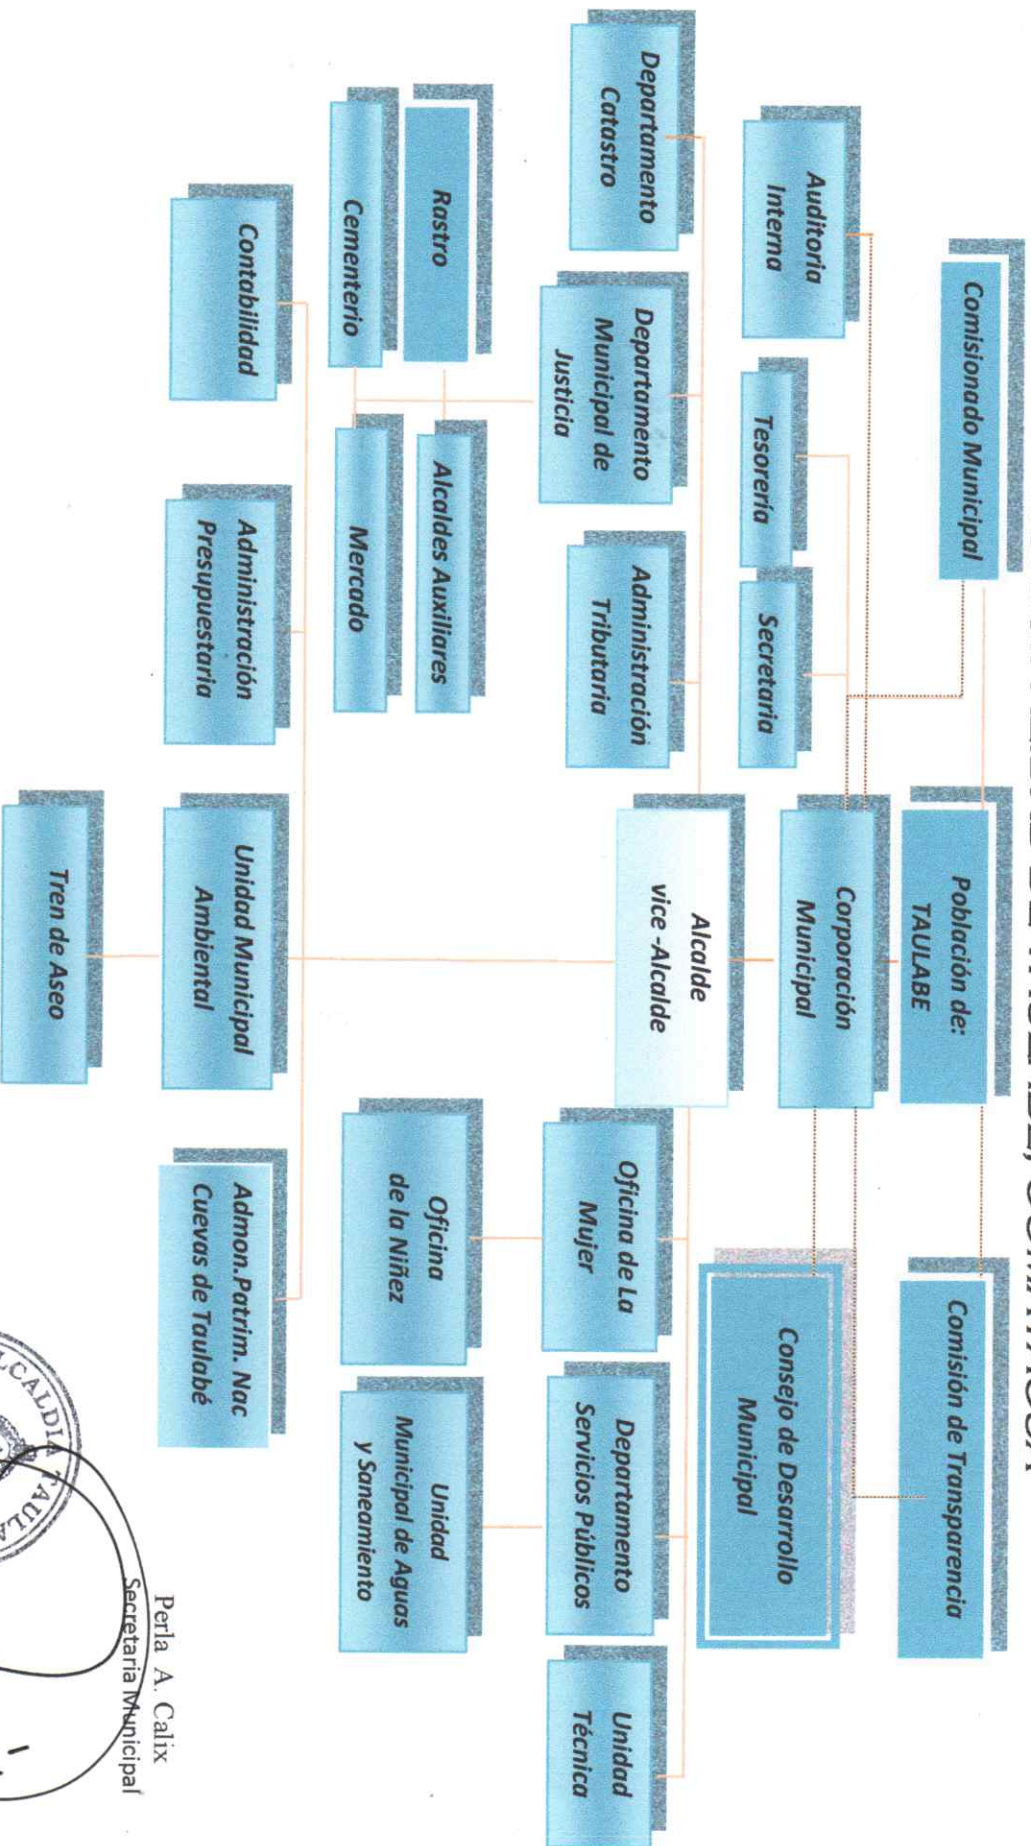 Comisionado Municipal
Población de:
TAULABE
Comisión de Transparencia
Auditoria
Interna
Tesorería
Secretaria
Corporación
Municipal
Consejo de Desarrollo
Municipal
Alcalde
vice -Alcalde
Departamento
Catastro
Departamento
Municipal de
Justicia
Administración
Tributaria
Oficina de La
Mujer
Departamento
Servicios Públicos
Unidad
Técnica
Rastro
Alcaldes Auxiliares
Cementerio
Mercado
Oficina
de la Niñez
Unidad
Municipal de Aguas
y Saneamiento
Contabilidad
Administración
Presupuestaria
Unidad Municipal
Ambiental
Admon.Patrim. Nac
Cuevas de Taulabé
Tren de Aseo
Perla A. Calix
Secretaria Municipal